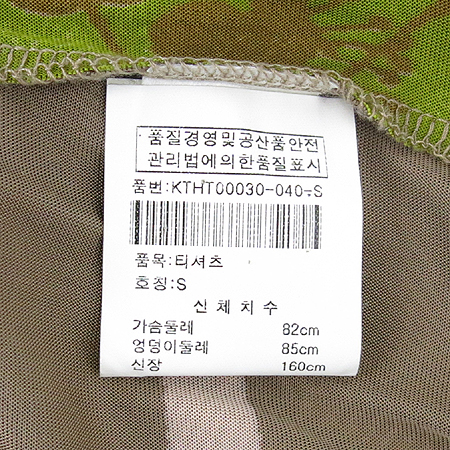 품질경영및공산품안전
관리법에의한품질표시
품번:KTHT00030-040-S
품목:티셔츠
호칭:S
신체치수
가슴둘레 82cm
엉덩이둘레 85cm
신장 160cm